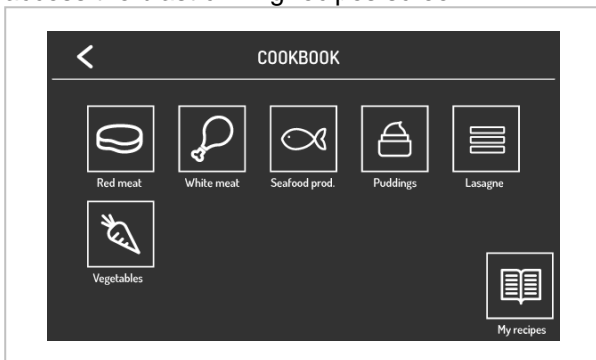 COOKBOOK
Red meat
White meat
Seafood prod.
Puddings
Lasagne
Vegetables
My recipes